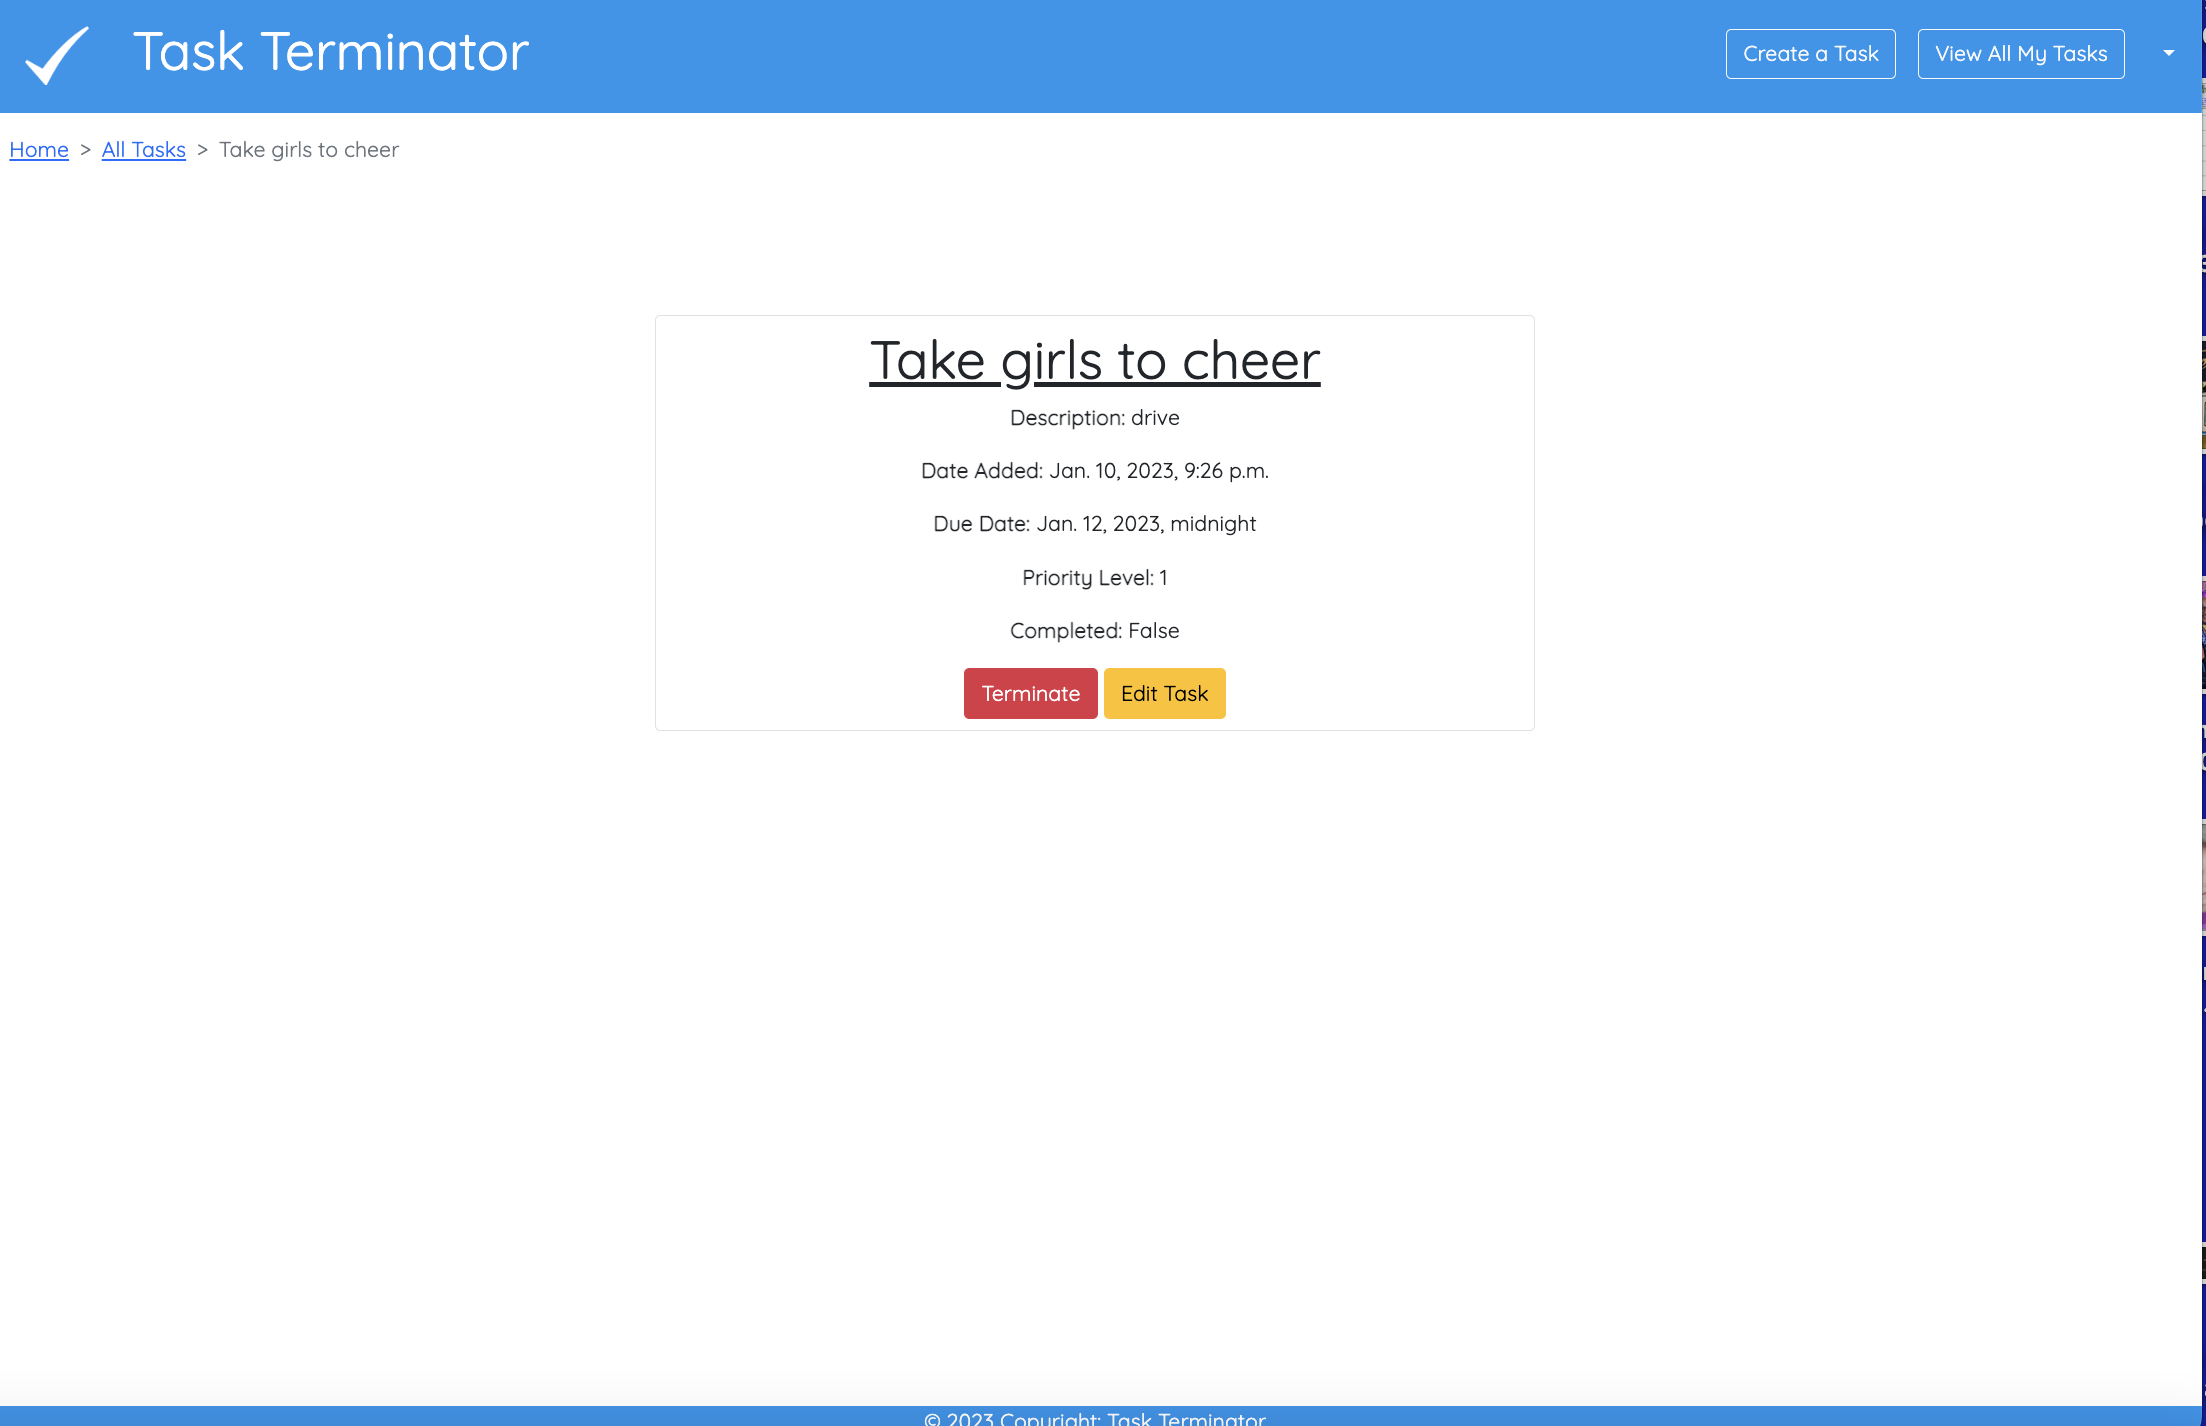 Task Terminator
Create a Task
View All My Tasks
Home > All Tasks > Take girls to cheer
Take girls to cheer
Description: drive
Date Added: Jan. 10, 2023, 9:26 p.m.
Due Date: Jan. 12, 2023, midnight
Priority Level: 1
Completed: False
Terminate
Edit Task
© 2023 Copyright: Task Terminator